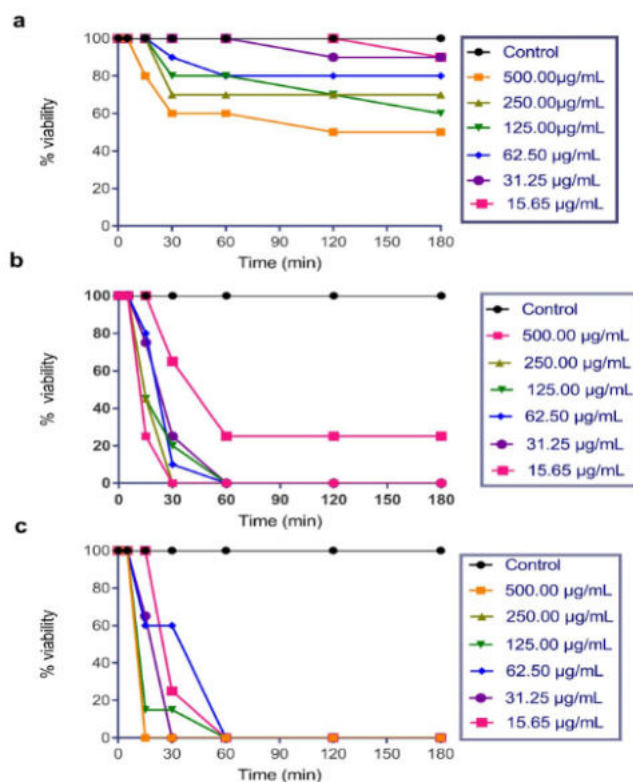 a
100
80
60
40
20
0
% viability
0 30 60 90 120 150 180
Time (min)
Control
500.00µg/mL
250.00µg/mL
125.00µg/mL
62.50 µg/mL
31.25 µg/mL
15.65 µg/mL
b
100
80
60
40
20
0
% viability
0 30 60 90 120 150 180
Time (min)
Control
500.00 µg/mL
250.00 µg/mL
125.00 µg/mL
62.50 µg/mL
31.25 µg/mL
15.65 µg/mL
c
100
80
60
40
20
0
% viability
0 30 60 90 120 150 180
Time (min)
Control
500.00 µg/mL
250.00 µg/mL
125.00 µg/mL
62.50 µg/mL
31.25 µg/mL
15.65 µg/mL